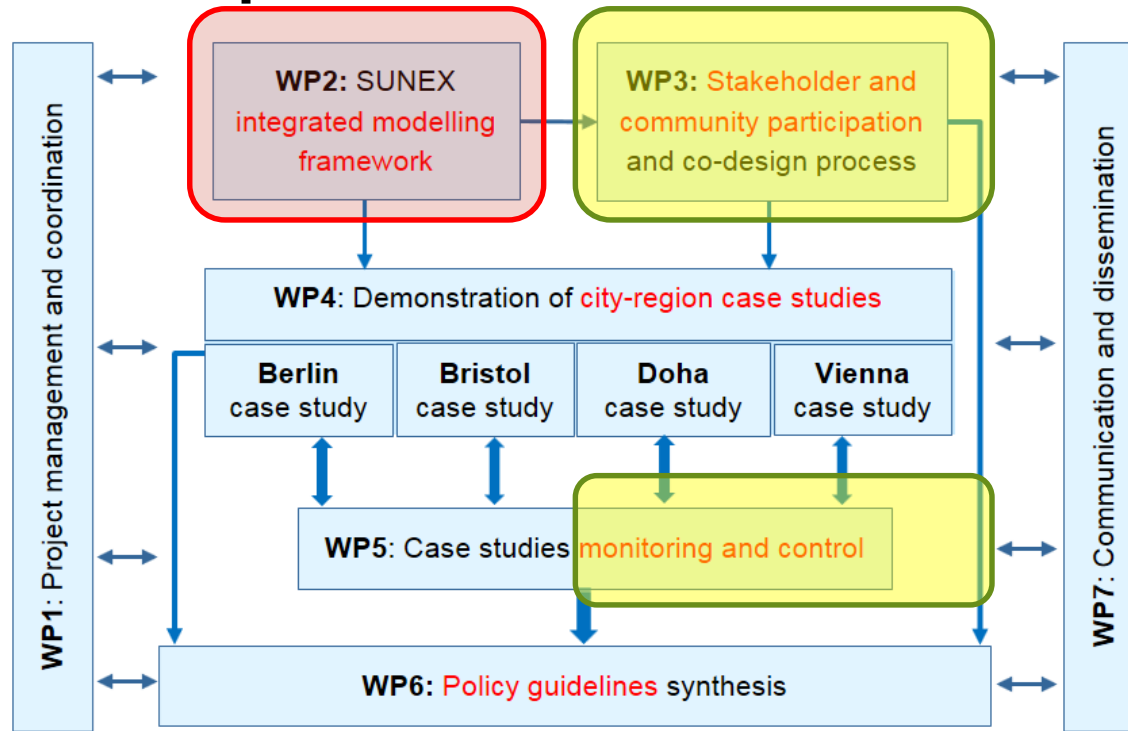 WP1: Project management and coordination
WP2: SUNEX
integrated modelling
framework
WP3: Stakeholder and
community participation
and co-design process
WP4: Demonstration of city-region case studies
Berlin
case study
Bristol
case study
Doha
case study
Vienna
case study
WP5: Case studies monitoring and control
WP6: Policy guidelines synthesis
WP7: Communication and dissemination